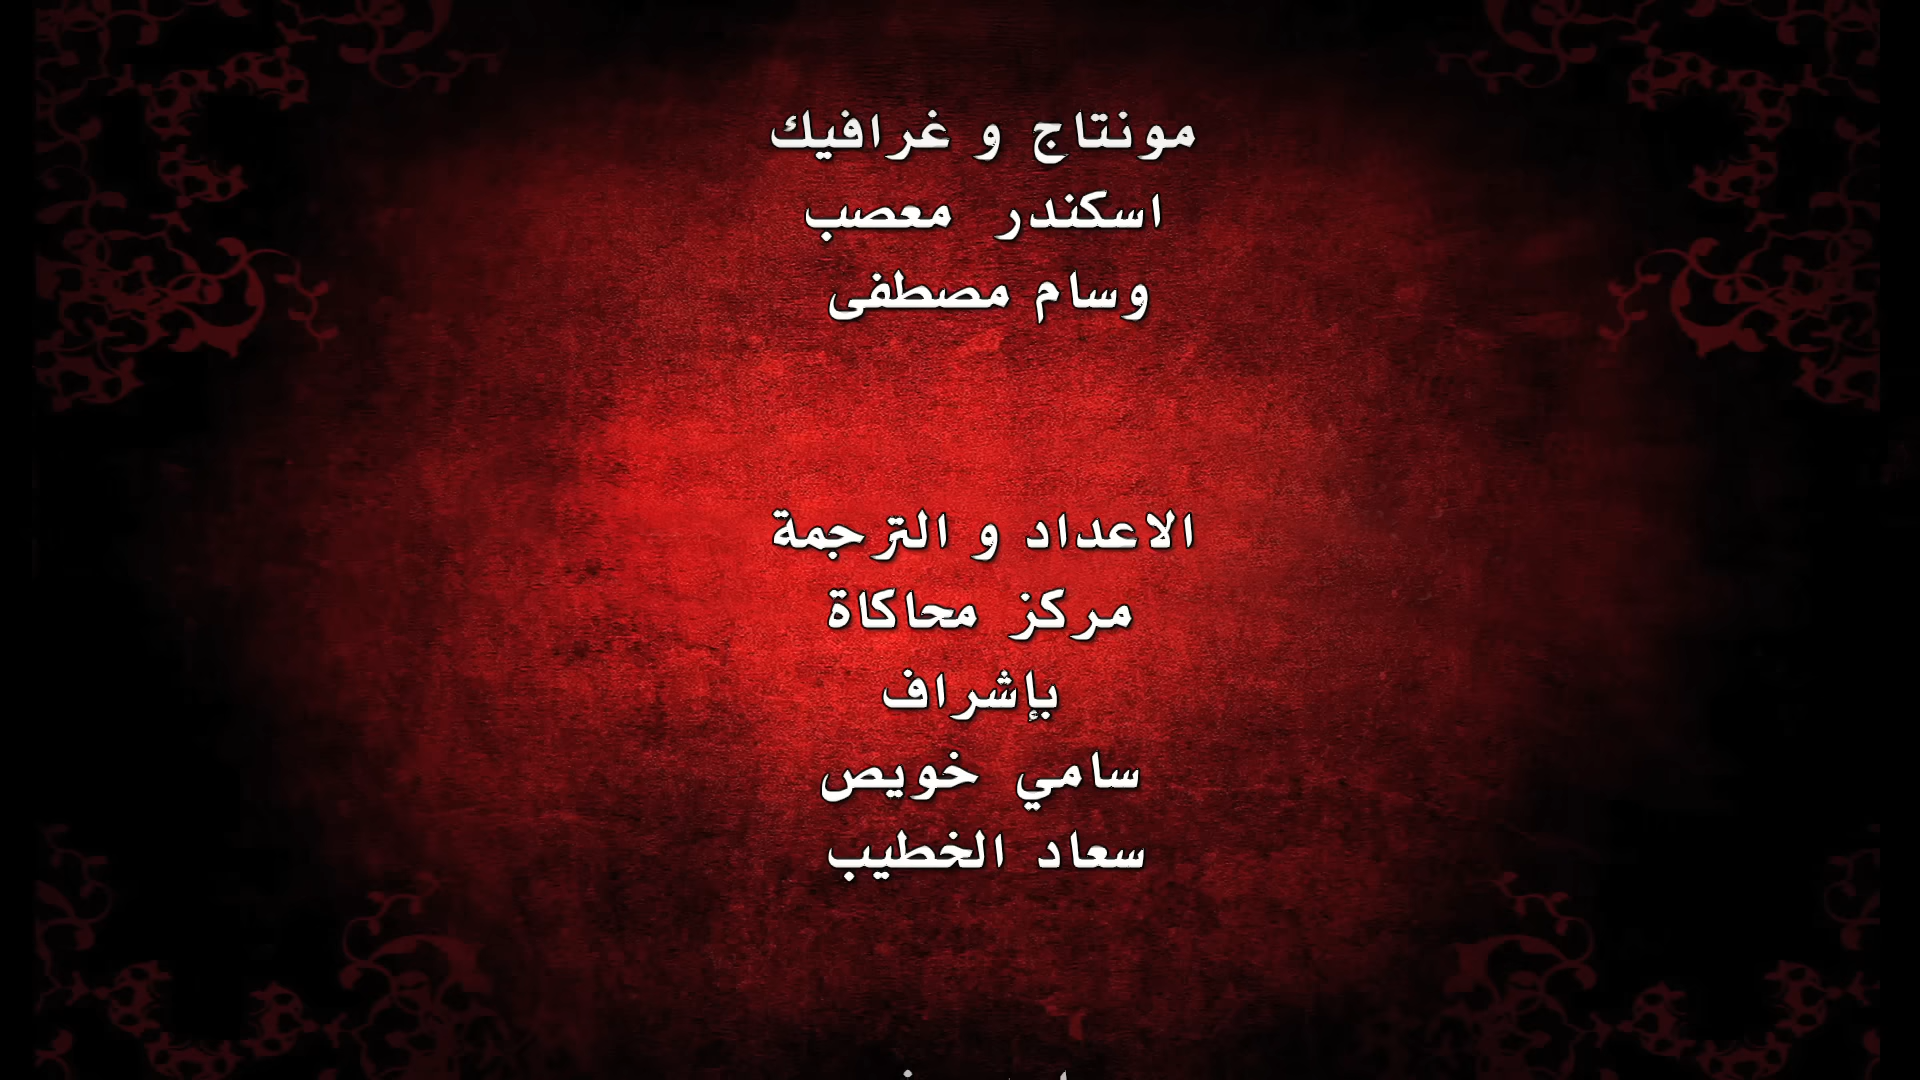 مونتاج و غرافيك
اسكندر معصب
وسام مصطفى
الاعداد و الترجمة
مركز محاكاة
بإشراف
سامي خويص
سعاد الخطيب